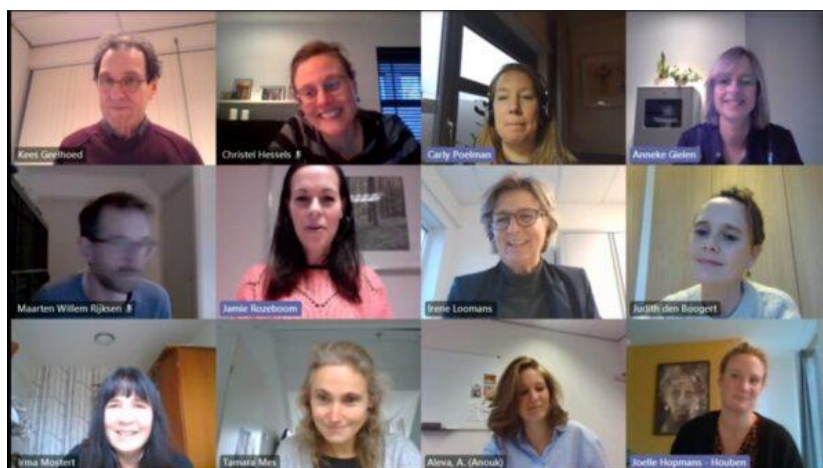 Kees Geelhoed
Christel Hessels
Carly Poelman
Anneke Gielen
Maarten Willem Rijksen
Jamie Rozeboom
Irene Loomans
Judith den Boogert
Irma Mostert
Tamara Mes
Aleva, A. (Anouk)
Joelle Hopmans - Houben